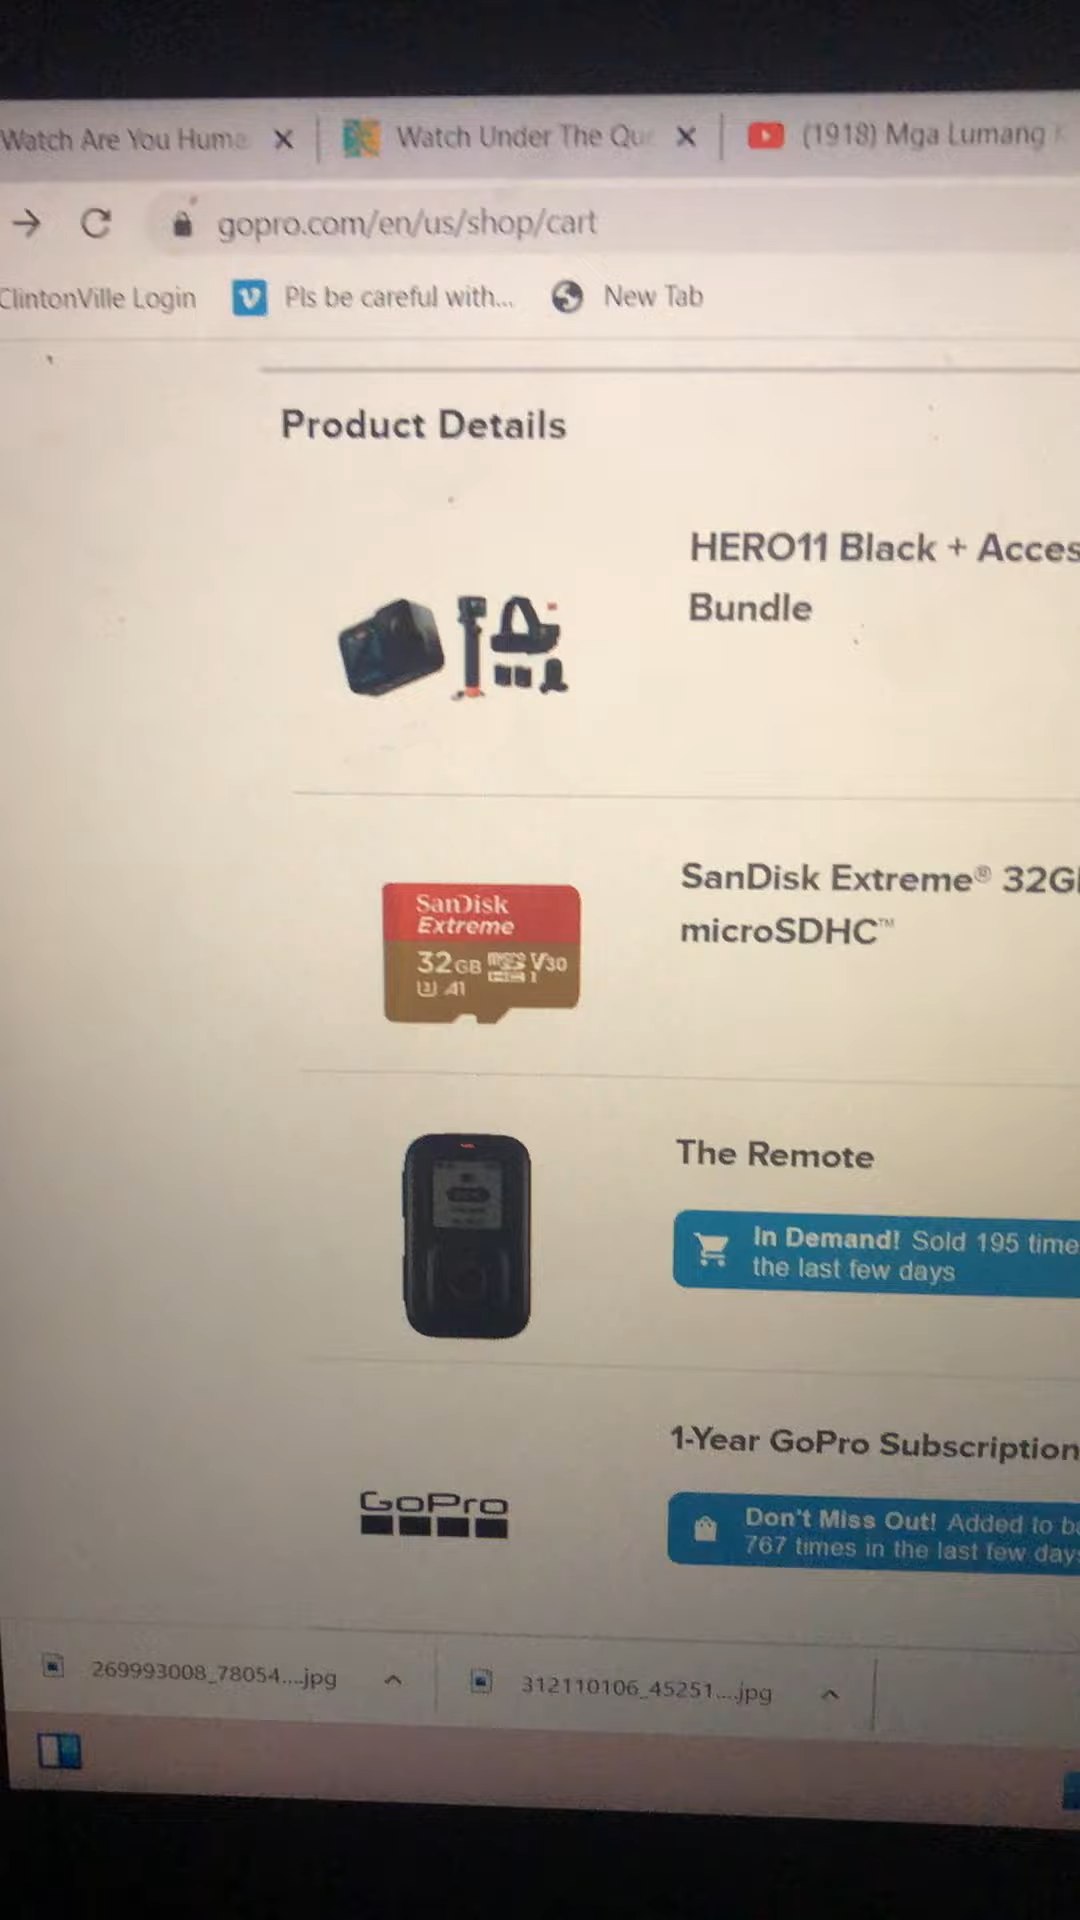 Watch Are You Huma
Watch Under The Qu
(1918) Mga Lumang
gopro.com/en/us/shop/cart
ClintonVille Login
Pls be careful with...
New Tab
Product Details
HERO11 Black + Acces
Bundle
SanDisk
Extreme
32GB V30
A1
SanDisk Extreme® 32G
microSDHC™
The Remote
In Demand! Sold 195 time
the last few days
1-Year GoPro Subscription
GoPro
Don't Miss Out! Added to ba
767 times in the last few days
269993008_78054....jpg
312110106_45251....jpg